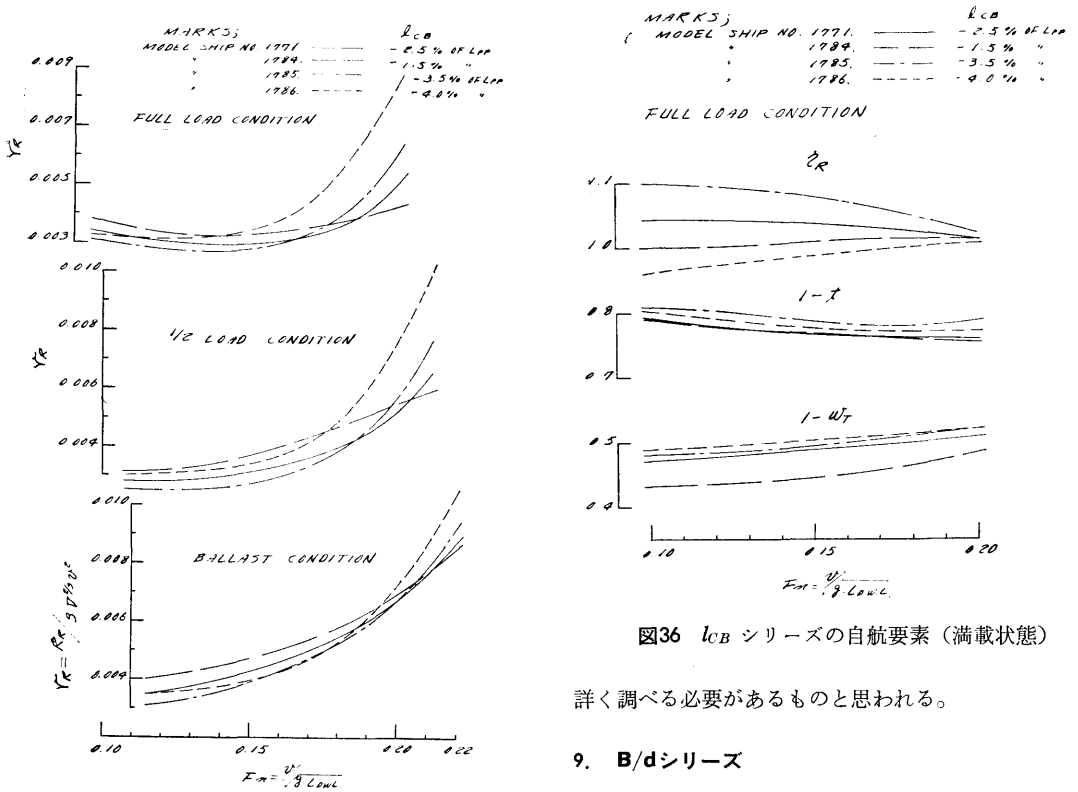 MARKS;
lCB
MODEL SHIP NO 1771 - 2.5 % OF LPP
" 1784. - 1.5 % "
" 1785. - 3.5 % OF LPP
" 1786. - 4.0 % "
FULL LOAD CONDITION
0.009
0.007
γR
0.005
0.003
0.010
1/2 LOAD CONDITION
0.008
γR
0.006
0.004
0.010
BALLAST CONDITION
0.008
0.006
0.004
0.10 0.15 0.20 0.22
MARKS;
lCB
MODEL SHIP NO. 1771. - 2.5 % OF LPP
" 1784. - 1.5 % "
" 1785. - 3.5 % "
" 1786. - 4.0 % "
FULL LOAD CONDITION
ηR
1.1
1.0
1-t
0.8
0.7
1-wT
0.5
0.4
0.10 0.15 0.20
図36 lCB シリーズの自航要素（満載状態）
詳く調べる必要があるものと思われる。
9. B/dシリーズ